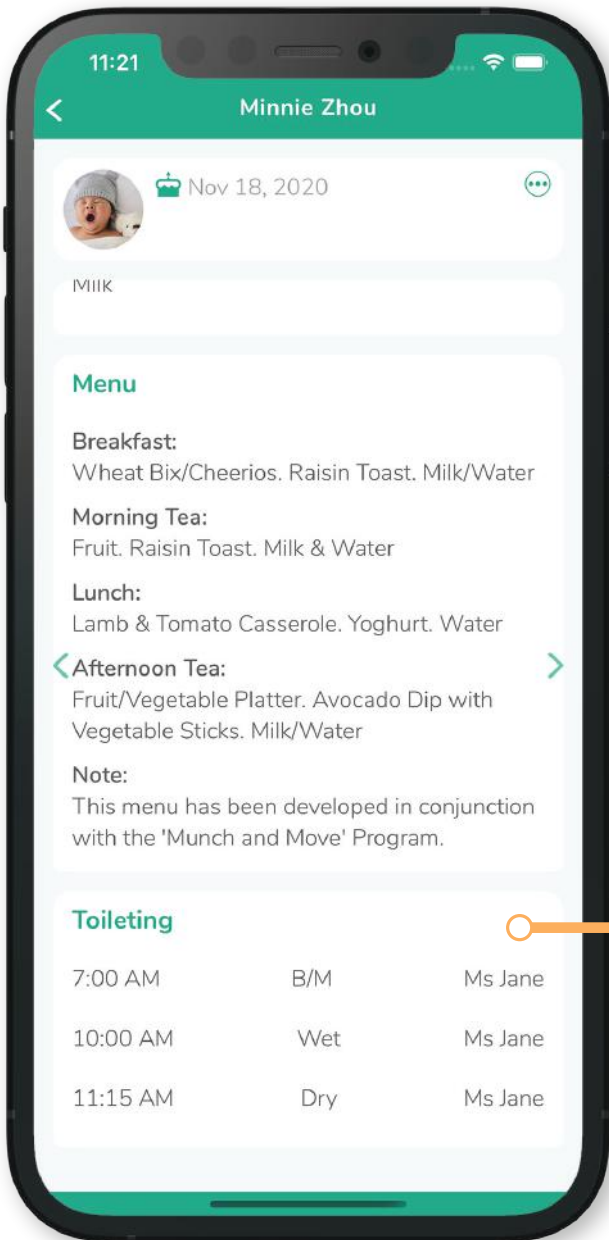 11:21
Minnie Zhou
Nov 18, 2020
Milk
Menu
Breakfast:
Wheat Bix/Cheerios. Raisin Toast. Milk/Water
Morning Tea:
Fruit. Raisin Toast. Milk & Water
Lunch:
Lamb & Tomato Casserole. Yoghurt. Water
Afternoon Tea:
Fruit/Vegetable Platter. Avocado Dip with
Vegetable Sticks. Milk/Water
Note:
This menu has been developed in conjunction
with the 'Munch and Move' Program.
Toileting
7:00 AM B/M Ms Jane
10:00 AM Wet Ms Jane
11:15 AM Dry Ms Jane